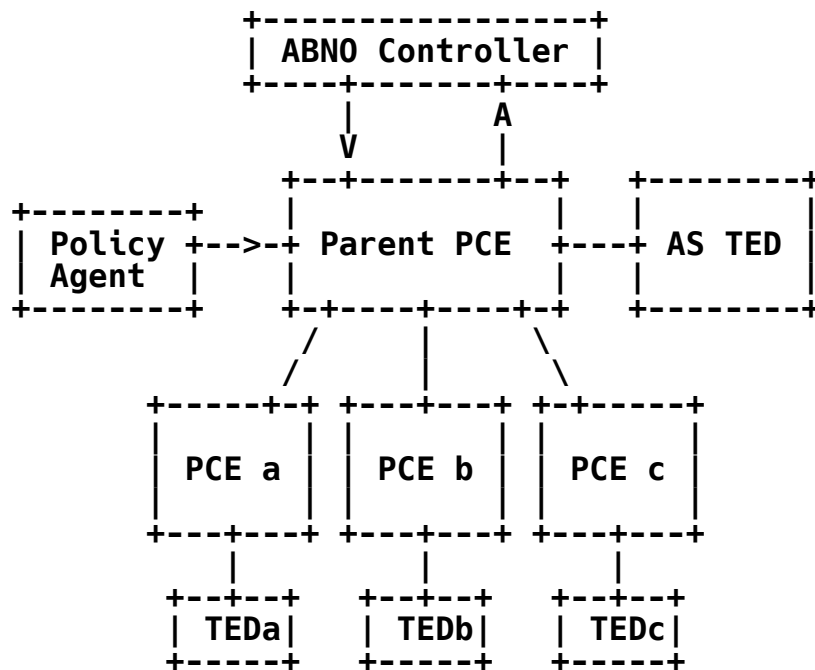 ABNO Controller
Policy Agent
Parent PCE
AS TED
PCE a
PCE b
PCE c
TEDa
TEDb
TEDc